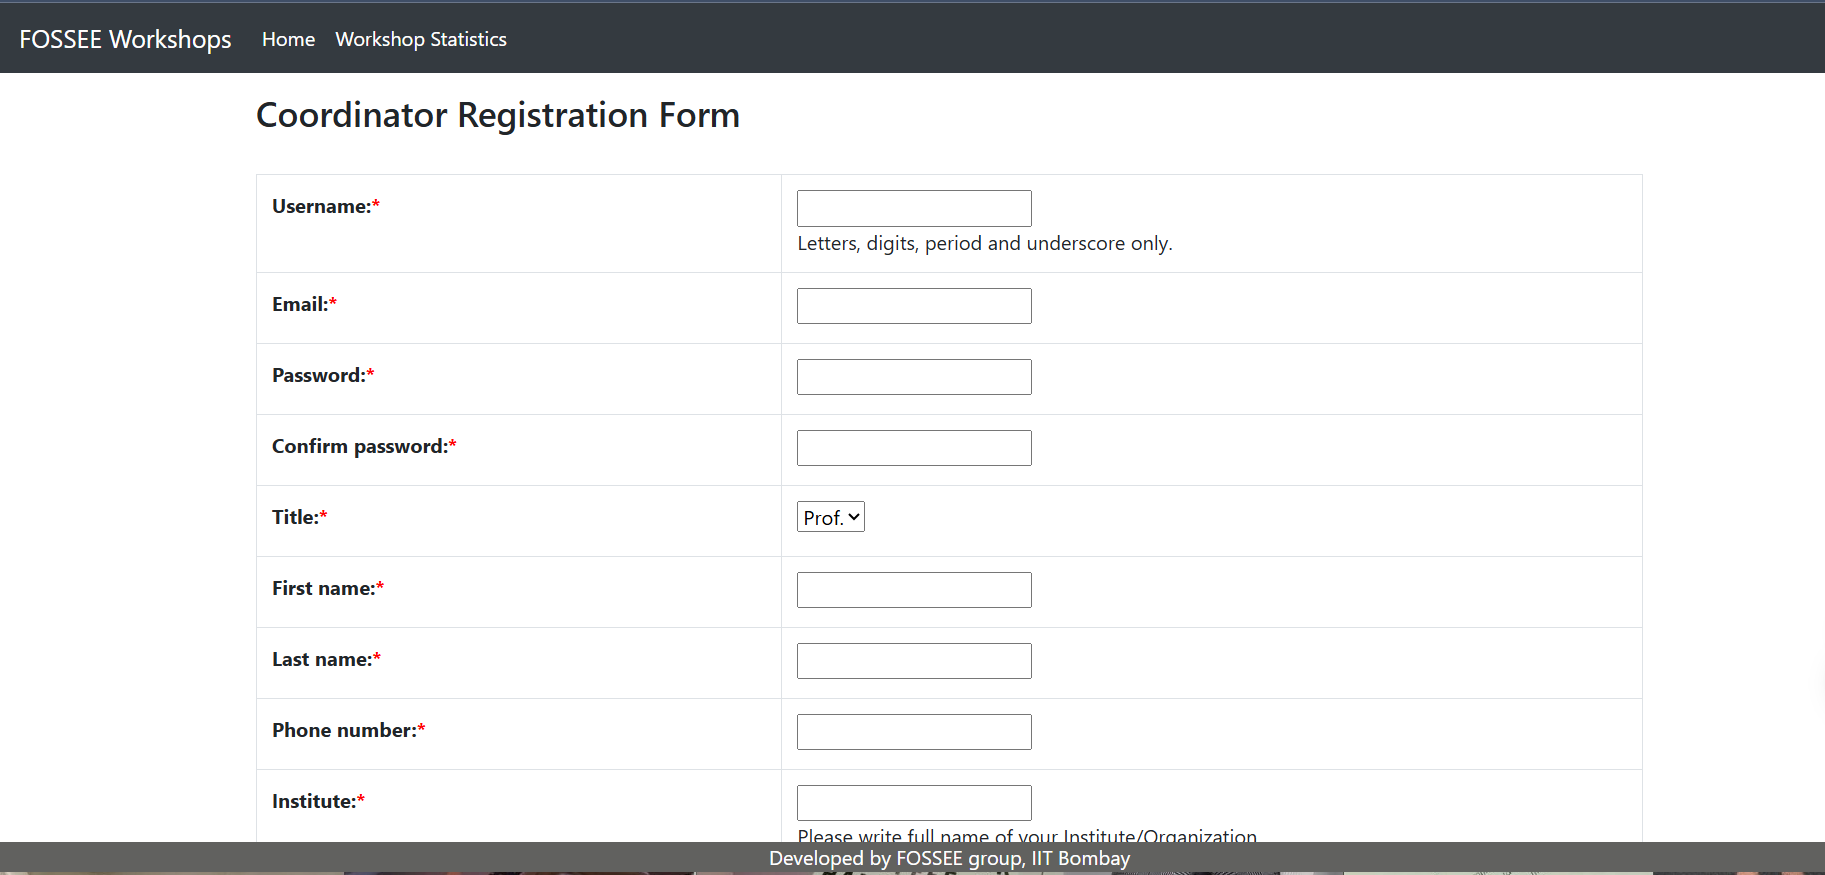 FOSSEE Workshops Home Workshop Statistics
Coordinator Registration Form
Username:*
Letters, digits, period and underscore only.
Email:*
Password:*
Confirm password:*
Title:* Prof.
First name:*
Last name:*
Phone number:*
Institute:*
Please write full name of your Institute/Organization
Developed by FOSSEE group, IIT Bombay